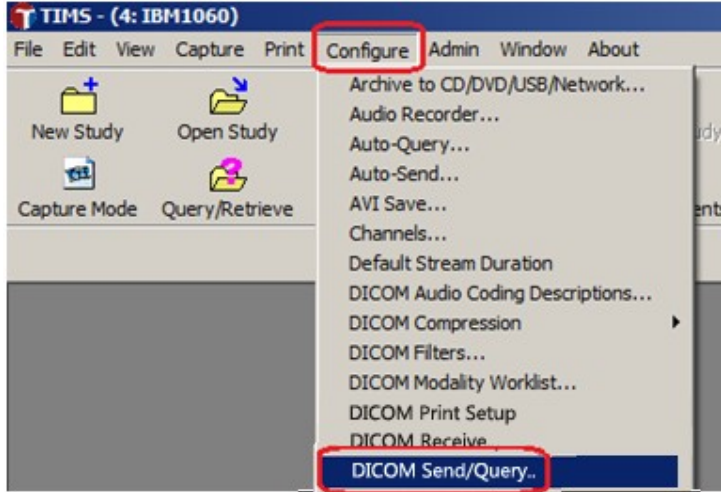 TIMS - (4: IBM1060)
File Edit View Capture Print Configure Admin Window About
New Study Open Study
Capture Mode Query/Retrieve
Archive to CD/DVD/USB/Network...
Audio Recorder...
Auto-Query...
Auto-Send...
AVI Save...
Channels...
Default Stream Duration
DICOM Audio Coding Descriptions...
DICOM Compression
DICOM Filters...
DICOM Modality Worklist...
DICOM Print Setup
DICOM Receive
DICOM Send/Query..